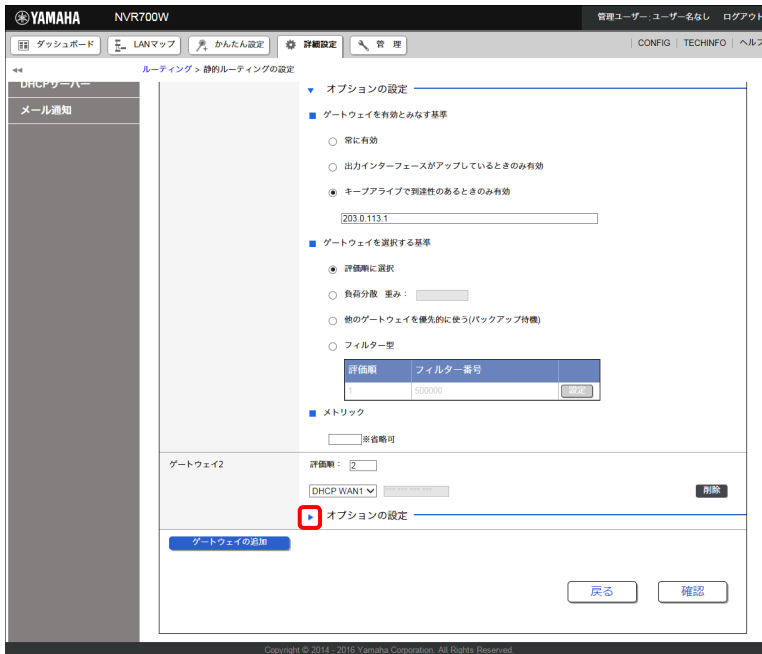 YAMAHA NVR700W 管理ユーザー:ユーザー名なし ログアウ
ダッシュボード LANマップ かんたん設定 詳細設定 管 理 CONFIG | TECHINFO | ヘルプ
◂◂ ルーティング > 静的ルーティングの設定
DHCPサーバー
メール通知
▼ オプションの設定
■ ゲートウェイを有効とみなす基準
常に有効
出力インターフェースがアップしているときのみ有効
キープアライブで到達性のあるときのみ有効
203.0.113.1
■ ゲートウェイを選択する基準
評価順に選択
負荷分散 重み:
他のゲートウェイを優先的に使う(バックアップ待機)
フィルター型
評価順 フィルター番号
1 500000 設定
■ メトリック
※省略可
ゲートウェイ2 評価順: 2
DHCP WAN1 ***.***.***.*** 削除
▶ オプションの設定
ゲートウェイの追加
戻る 確認
Copyright © 2014 - 2016 Yamaha Corporation. All Rights Reserved.